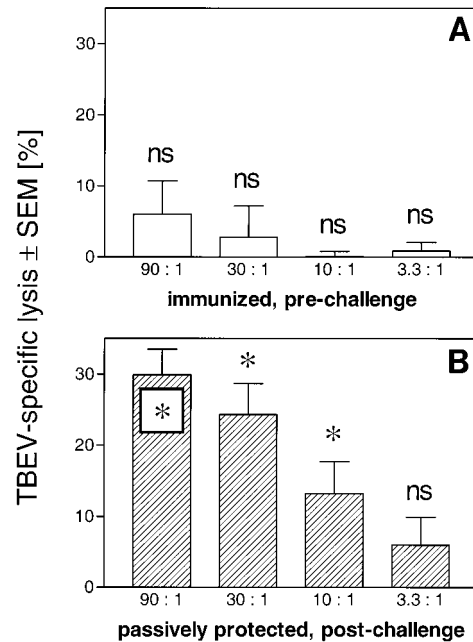 TBEV-specific lysis ± SEM [%]
A
30
20
10
0
ns
ns
ns
ns
90 : 1
30 : 1
10 : 1
3.3 : 1
immunized, pre-challenge
B
30
20
10
0
*
*
*
ns
90 : 1
30 : 1
10 : 1
3.3 : 1
passively protected, post-challenge